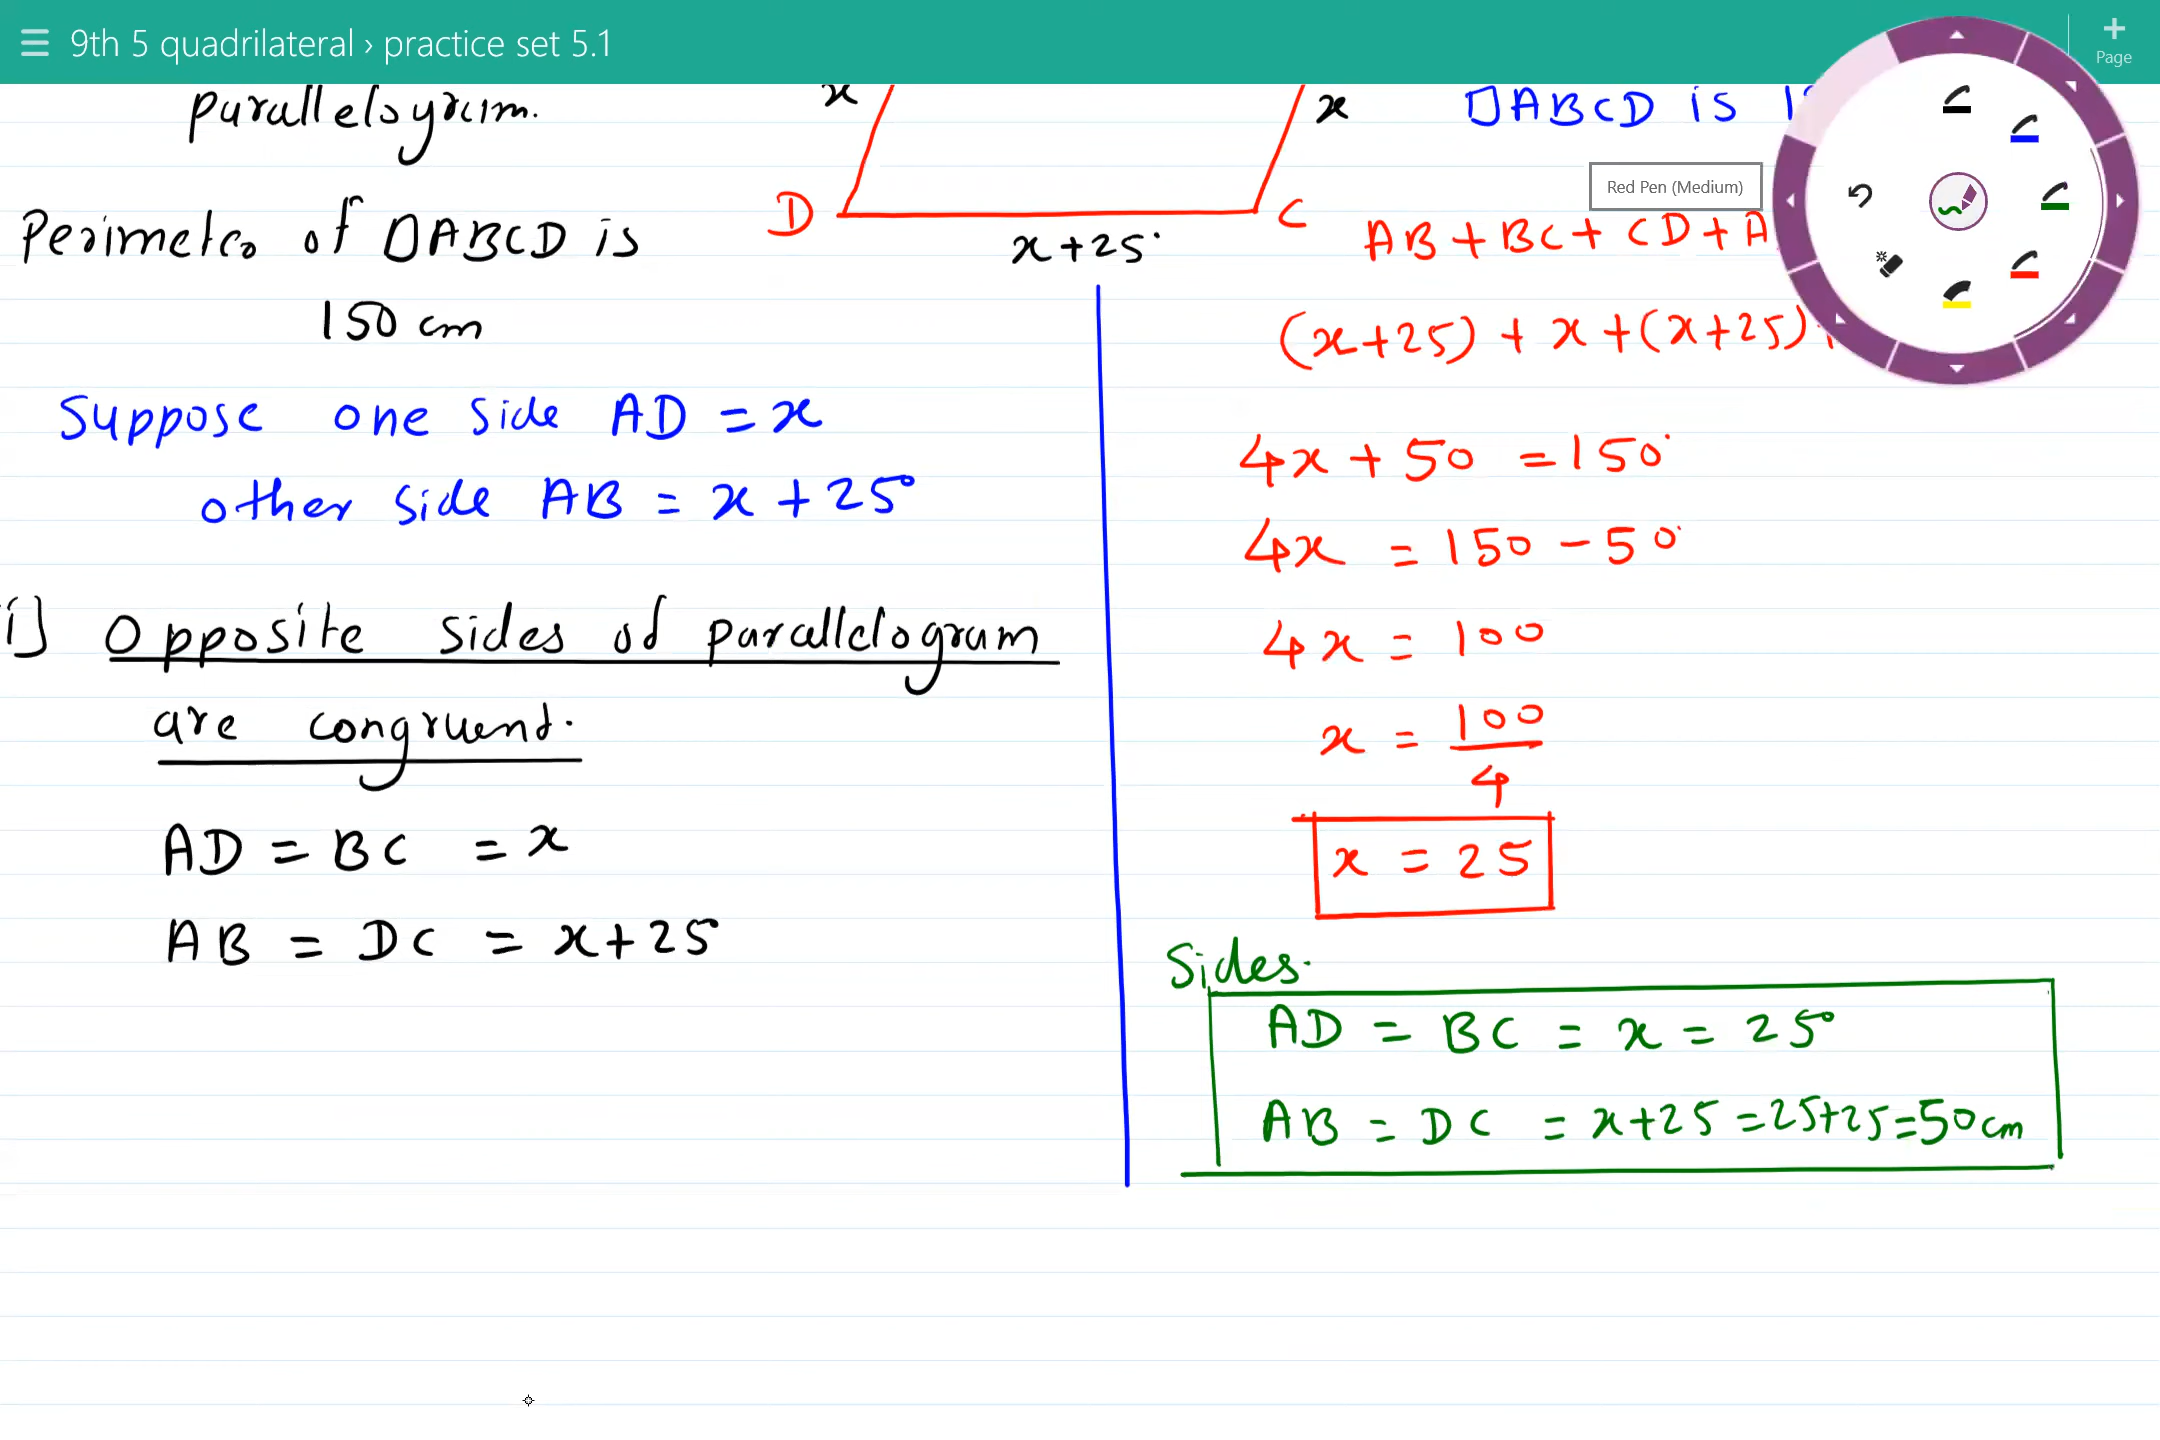 9th 5 quadrilateral › practice set 5.1
+
Page
parallelogram.
Perimeter of □ABCD is
150 cm
Suppose one side AD = x
other side AB = x + 25
i) Opposite sides of parallelogram
are congruent.
AD = BC = x
AB = DC = x+25
x
x
D
C
x+25
□ABCD is
Red Pen (Medium)
AB + BC + CD + A
(x+25) + x + (x+25)
4x + 50 = 150
4x = 150 - 50
4x = 100
x = 100/4
x = 25
Sides.
AD = BC = x = 25
AB = DC = x+25 = 25+25 = 50 cm